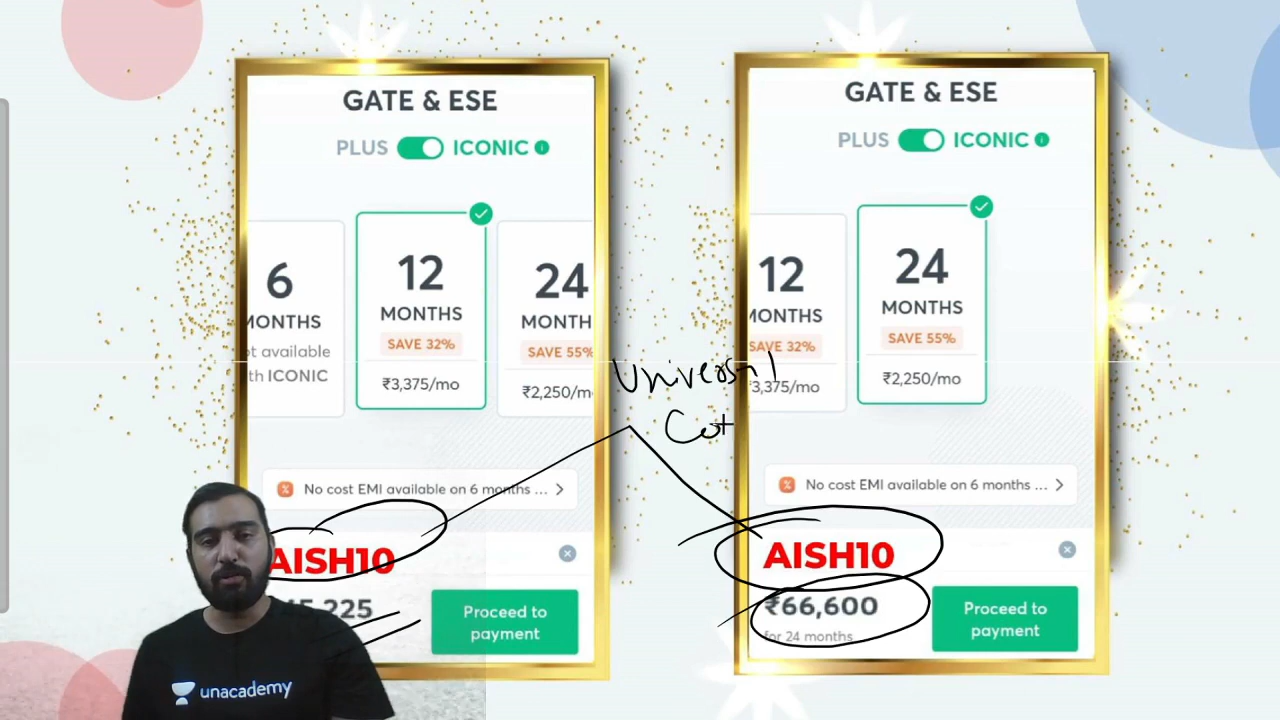 GATE & ESE
PLUS ICONIC
6
MONTHS
ot available
th ICONIC
12
MONTHS
SAVE 32%
₹3,375/mo
24
MONTH
SAVE 55%
₹2,250/m
No cost EMI available on 6 months ... >
AISH10
5,225
Proceed to
payment
GATE & ESE
PLUS ICONIC
12
MONTHS
SAVE 32%
3,375/mo
24
MONTHS
SAVE 55%
₹2,250/mo
No cost EMI available on 6 months ... >
AISH10
₹66,600
for 24 months
Proceed to
payment
Universal
unacademy